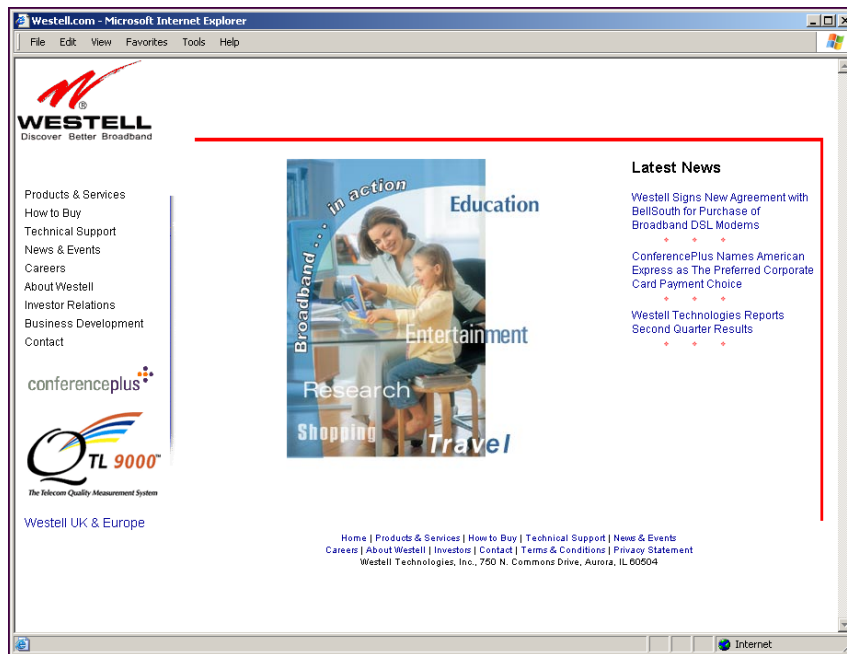 Westell.com - Microsoft Internet Explorer
File Edit View Favorites Tools Help
WESTELL
®
Discover Better Broadband
Products & Services
How to Buy
Technical Support
News & Events
Careers
About Westell
Investor Relations
Business Development
Contact
conferenceplus
QTL 9000™
The Telecom Quality Measurement System
Westell UK & Europe
Broadband... in action
Education
Entertainment
Research
Shopping
Travel
Latest News
Westell Signs New Agreement with
BellSouth for Purchase of
Broadband DSL Modems
* * *
ConferencePlus Names American
Express as The Preferred Corporate
Card Payment Choice
* * *
Westell Technologies Reports
Second Quarter Results
* * *
Home | Products & Services | How to Buy | Technical Support | News & Events
Careers | About Westell | Investors | Contact | Terms & Conditions | Privacy Statement
Westell Technologies, Inc., 750 N. Commons Drive, Aurora, IL 60504
Internet